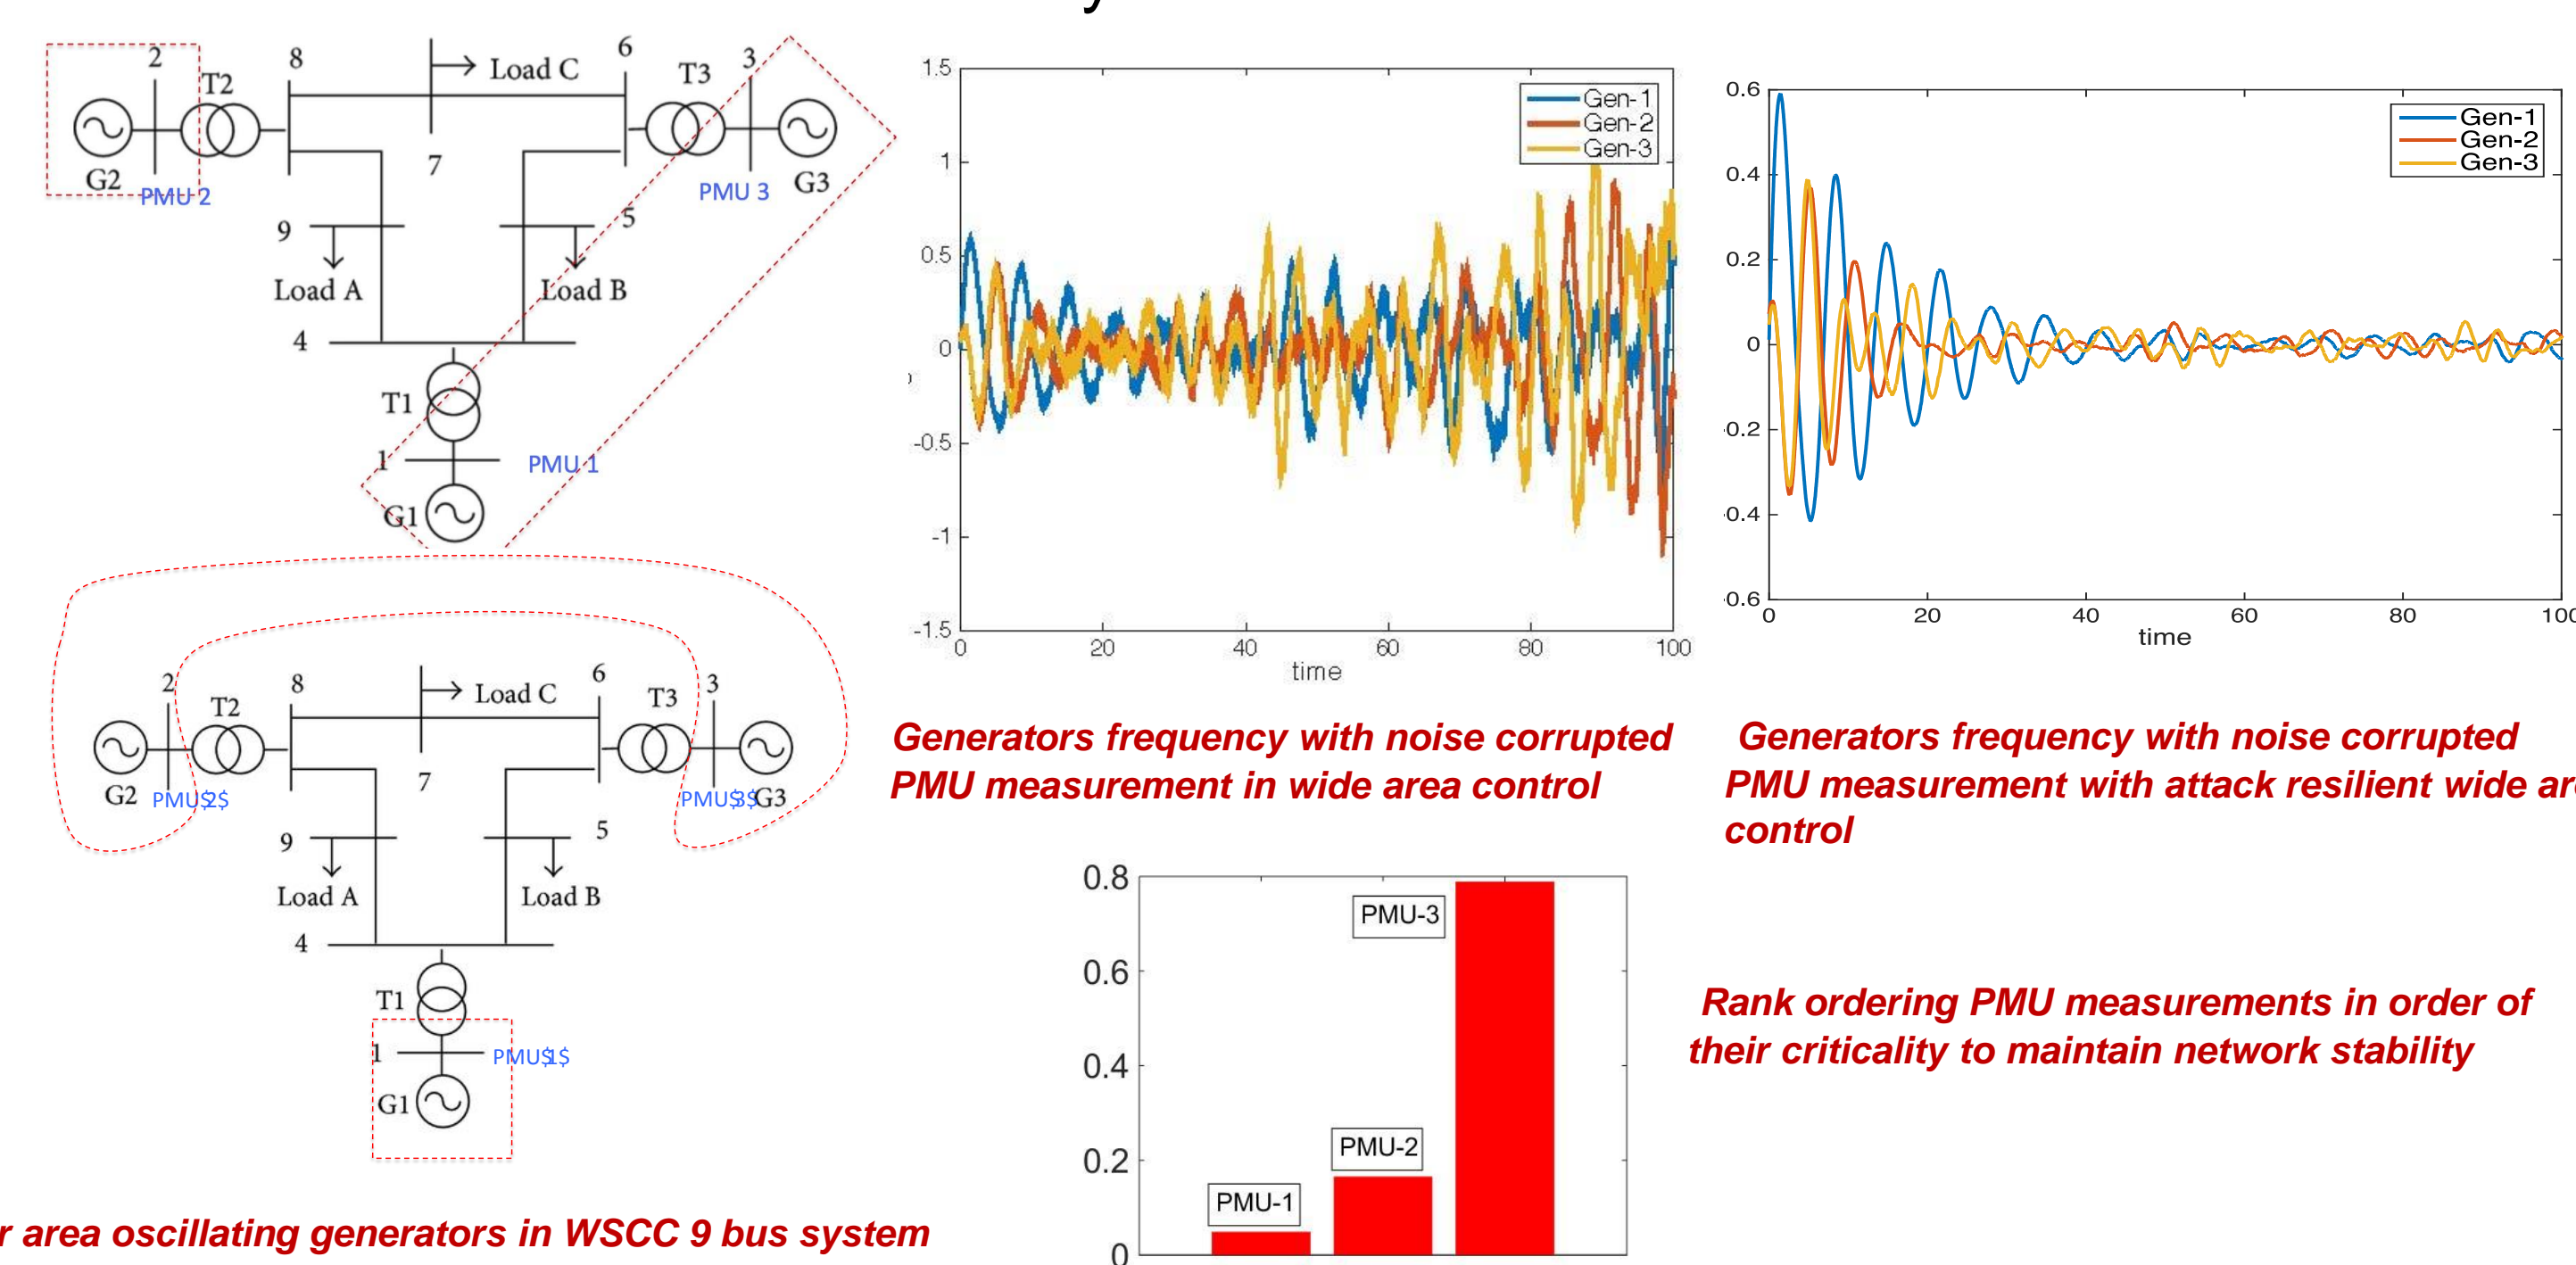 y
2
T2
8
Load C
6
T3
3
G2
PMU 2
7
PMU 3
G3
9
5
Load A
Load B
4
T1
1
PMU 1
G1
2
T2
8
Load C
6
T3
3
G2
PMU$2$
7
PMU$3$
G3
9
5
Load A
Load B
4
T1
1
PMU$1$
G1
r area oscillating generators in WSCC 9 bus system
1.5
1
0.5
0
-0.5
-1
-1.5
0 20 40 60 80 100
time
Gen-1
Gen-2
Gen-3
Generators frequency with noise corrupted
PMU measurement in wide area control
0.6
0.4
0.2
0
0.2
0.4
0.6
0 20 40 60 80 100
time
Gen-1
Gen-2
Gen-3
Generators frequency with noise corrupted
PMU measurement with attack resilient wide are
control
0.8
0.6
0.4
0.2
0
PMU-3
PMU-2
PMU-1
Rank ordering PMU measurements in order of
their criticality to maintain network stability